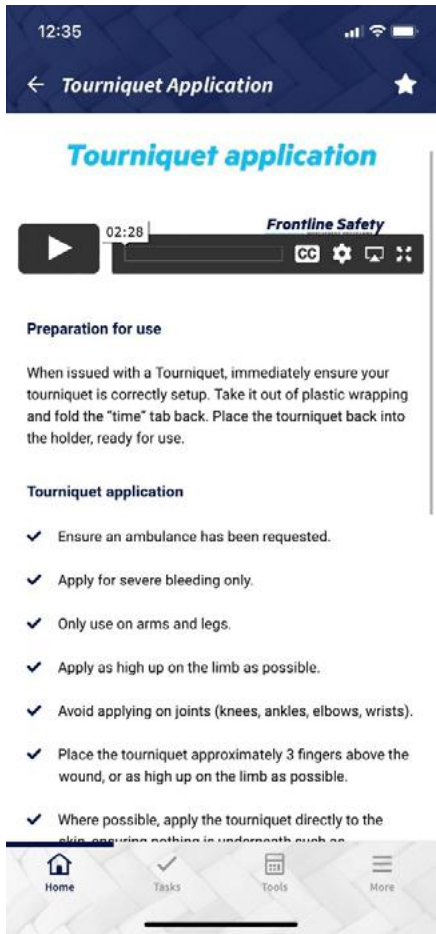 12:35
Tourniquet Application
Tourniquet application
Frontline Safety
02:28
CC
Preparation for use
When issued with a Tourniquet, immediately ensure your
tourniquet is correctly setup. Take it out of plastic wrapping
and fold the “time” tab back. Place the tourniquet back into
the holder, ready for use.
Tourniquet application
Ensure an ambulance has been requested.
Apply for severe bleeding only.
Only use on arms and legs.
Apply as high up on the limb as possible.
Avoid applying on joints (knees, ankles, elbows, wrists).
Place the tourniquet approximately 3 fingers above the
wound, or as high up on the limb as possible.
Where possible, apply the tourniquet directly to the
skin, ensuring nothing is underneath such as
Home
Tasks
Tools
More